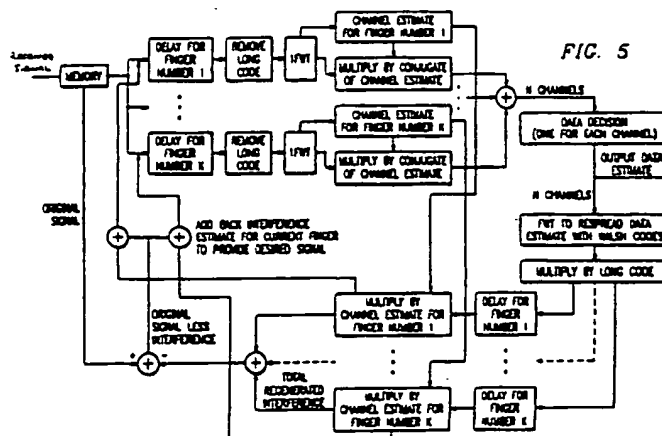 FIG. 5
RECEIVED
SIGNAL
MEMORY
DELAY FOR
FINGER
NUMBER 1
REMOVE
LONG
CODE
IFWT
CHANNEL ESTIMATE
FOR FINGER NUMBER 1
MULTIPLY BY CONJUGATE
OF CHANNEL ESTIMATE
DELAY FOR
FINGER
NUMBER K
REMOVE
LONG
CODE
IFWT
CHANNEL ESTIMATE
FOR FINGER NUMBER K
MULTIPLY BY CONJUGATE
OF CHANNEL ESTIMATE
N CHANNELS
DATA DECISION
(ONE FOR EACH CHANNEL)
OUTPUT DATA
ESTIMATE
N CHANNELS
FWT TO RESPREAD DATA
ESTIMATE WITH WALSH CODES
MULTIPLY BY LONG CODE
ORIGINAL
SIGNAL
ADD BACK INTERFERENCE
ESTIMATE FOR CURRENT FINGER
TO PROVIDE DESIRED SIGNAL
ORIGINAL
SIGNAL LESS
INTERFERENCE
MULTIPLY BY
CHANNEL ESTIMATE FOR
FINGER NUMBER 1
DELAY FOR
FINGER
NUMBER 1
TOTAL
REGENERATED
INTERFERENCE
MULTIPLY BY
CHANNEL ESTIMATE FOR
FINGER NUMBER K
DELAY FOR
FINGER
NUMBER K